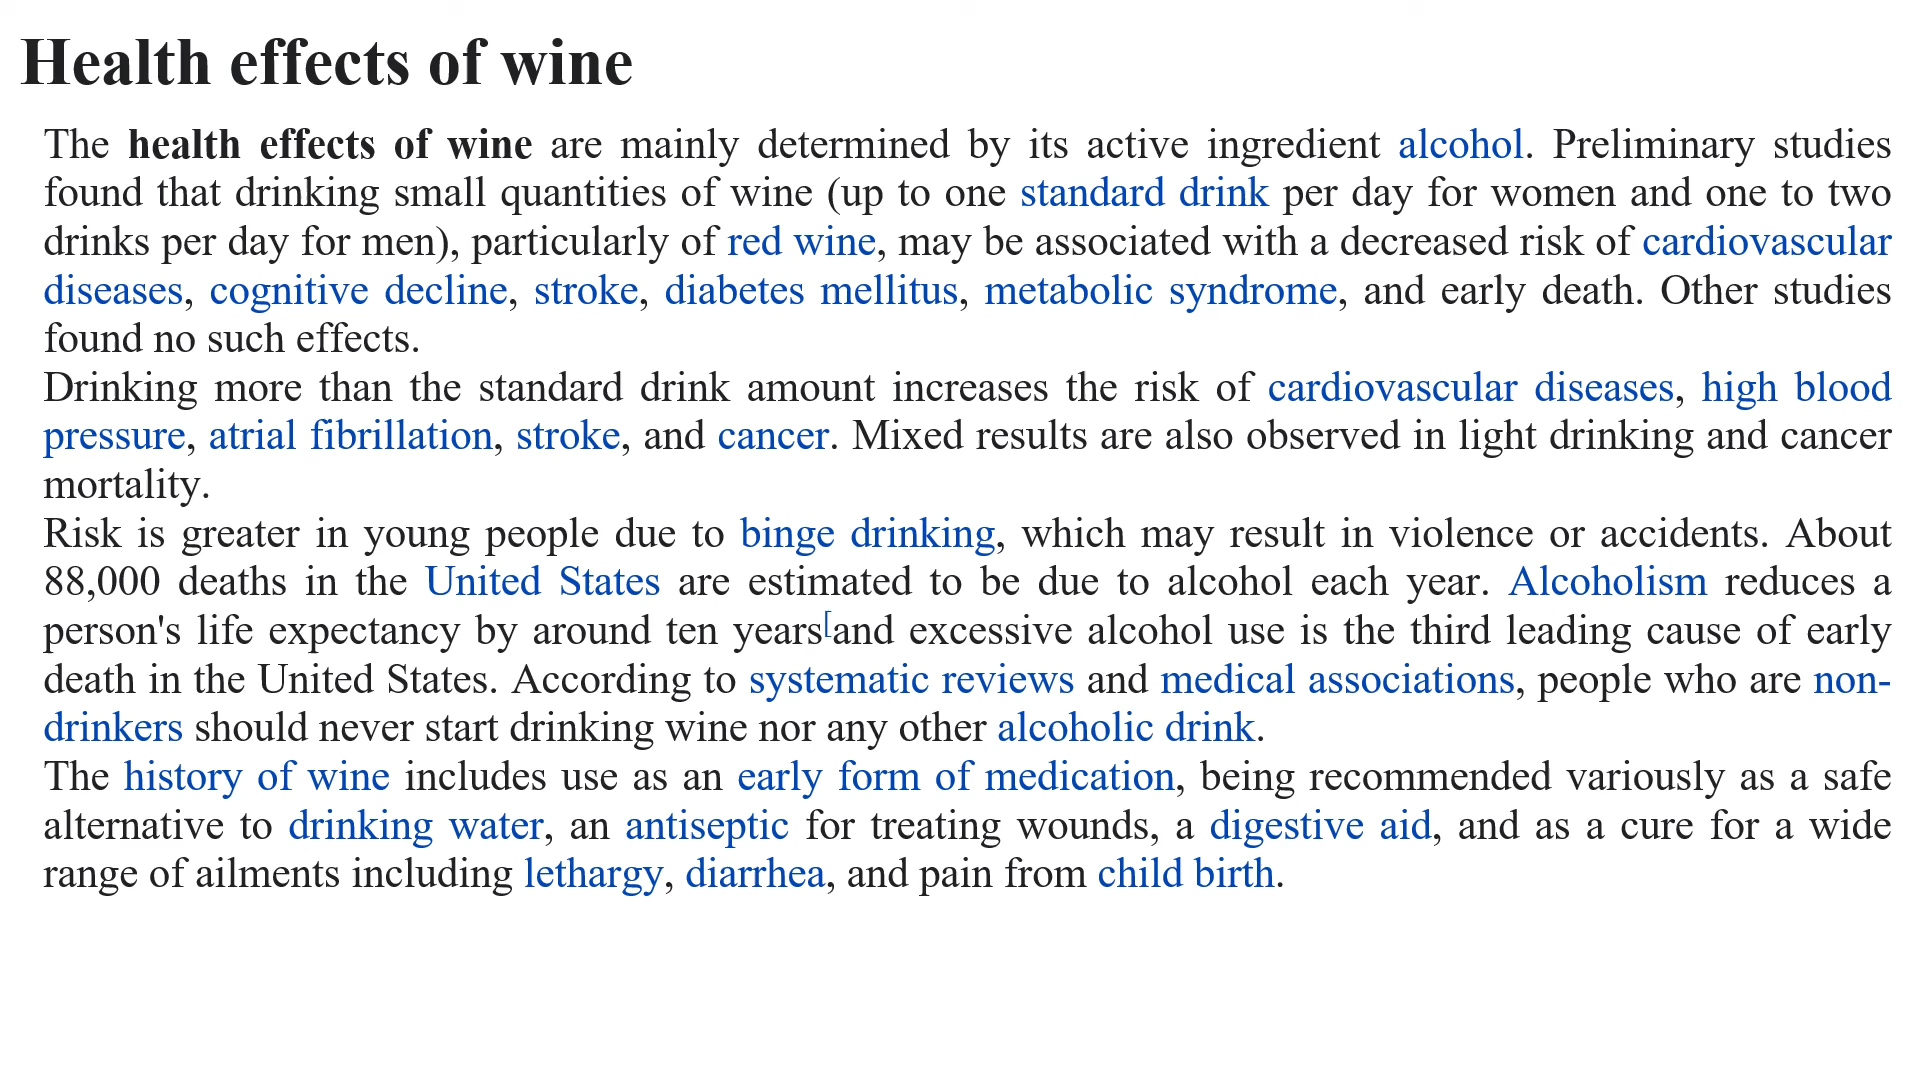 Health effects of wine
The health effects of wine are mainly determined by its active ingredient alcohol. Preliminary studies
found that drinking small quantities of wine (up to one standard drink per day for women and one to two
drinks per day for men), particularly of red wine, may be associated with a decreased risk of cardiovascular
diseases, cognitive decline, stroke, diabetes mellitus, metabolic syndrome, and early death. Other studies
found no such effects.
Drinking more than the standard drink amount increases the risk of cardiovascular diseases, high blood
pressure, atrial fibrillation, stroke, and cancer. Mixed results are also observed in light drinking and cancer
mortality.
Risk is greater in young people due to binge drinking, which may result in violence or accidents. About
88,000 deaths in the United States are estimated to be due to alcohol each year. Alcoholism reduces a
person's life expectancy by around ten years[and excessive alcohol use is the third leading cause of early
death in the United States. According to systematic reviews and medical associations, people who are non-
drinkers should never start drinking wine nor any other alcoholic drink.
The history of wine includes use as an early form of medication, being recommended variously as a safe
alternative to drinking water, an antiseptic for treating wounds, a digestive aid, and as a cure for a wide
range of ailments including lethargy, diarrhea, and pain from child birth.